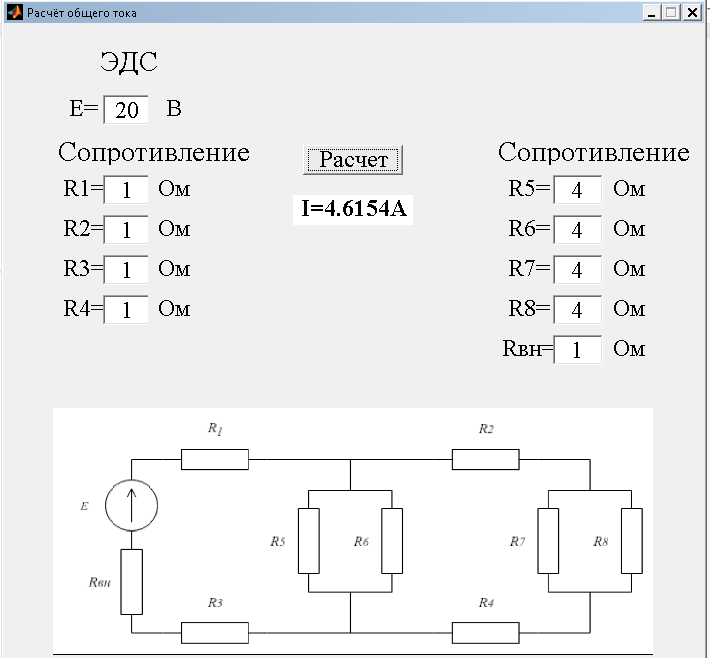 Расчёт общего тока
ЭДС
E= 20 В
Сопротивление
R1= 1 Ом
R2= 1 Ом
R3= 1 Ом
R4= 1 Ом
Расчет
I=4.6154A
Сопротивление
R5= 4 Ом
R6= 4 Ом
R7= 4 Ом
R8= 4 Ом
Rвн= 1 Ом
R1 R2
E
R5 R6 R7 R8
Rвн
R3 R4